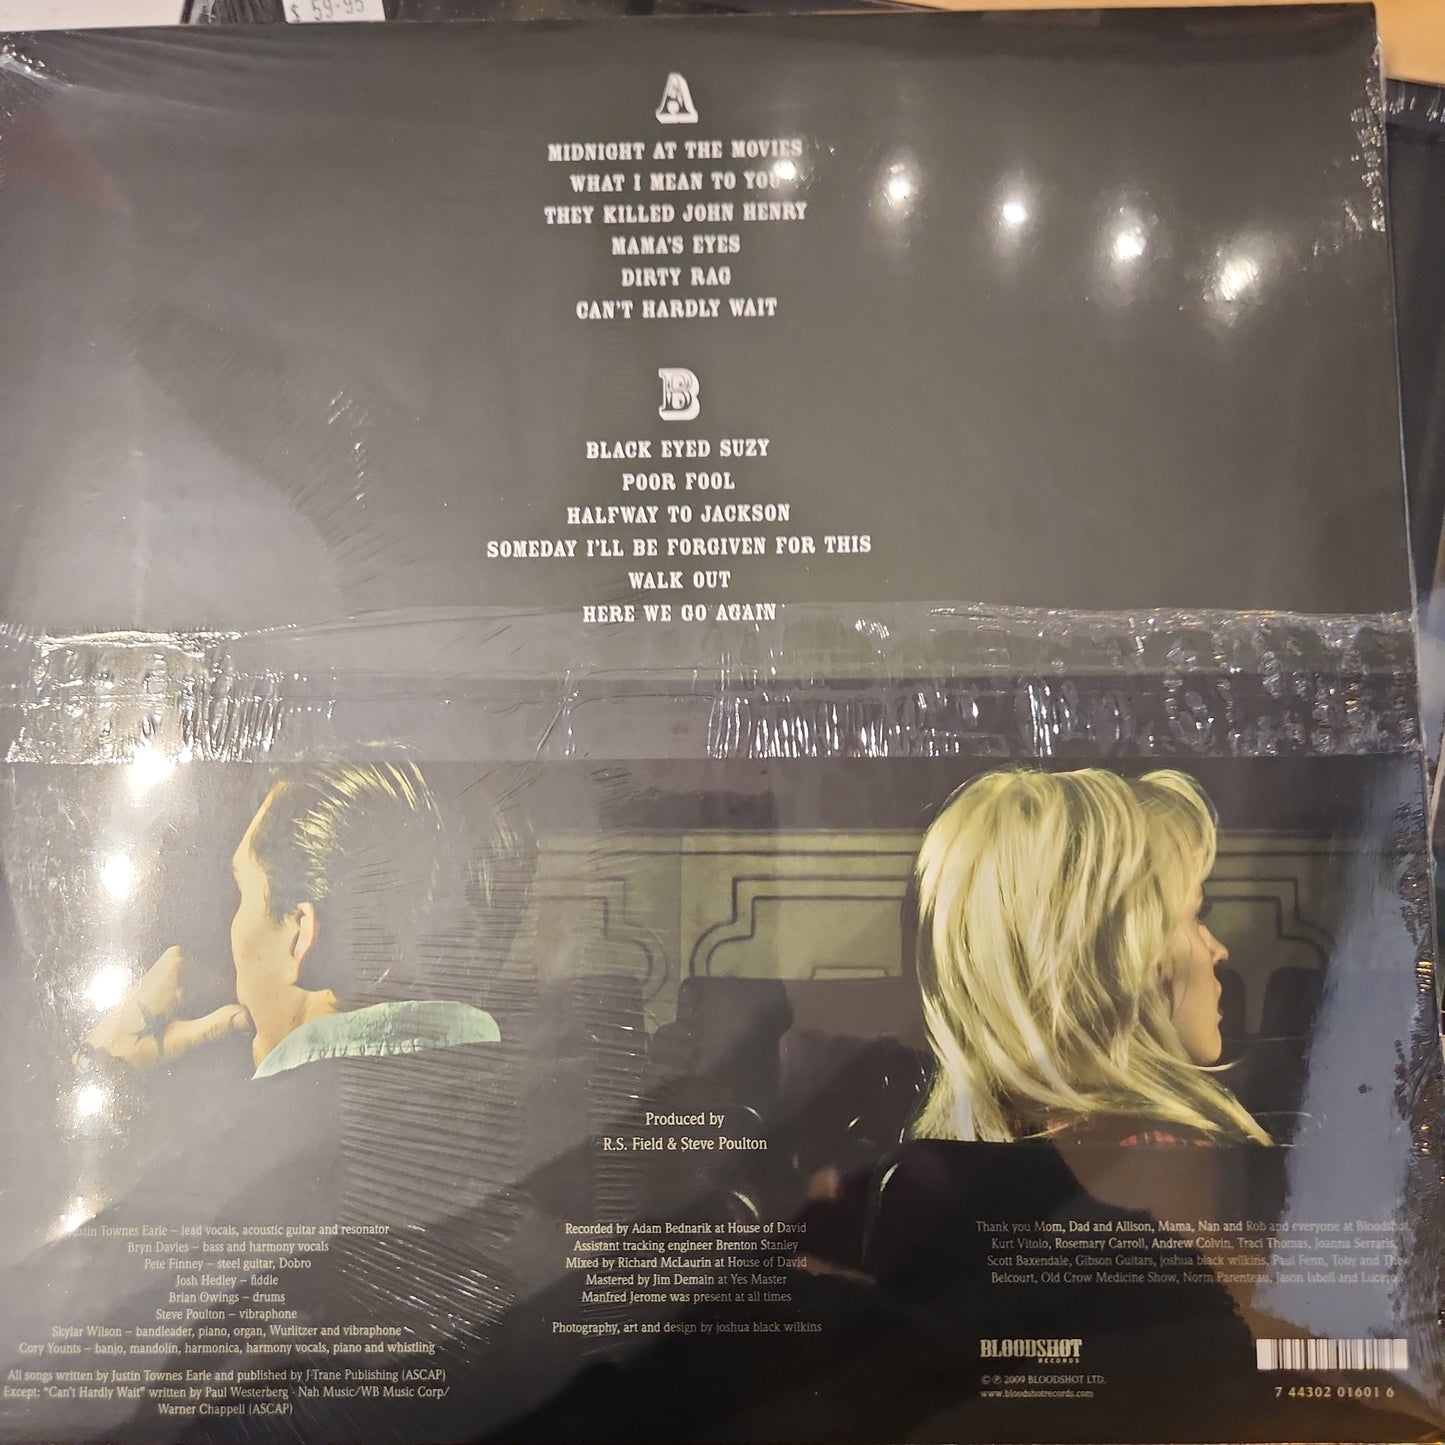 $ 59.95
A
MIDNIGHT AT THE MOVIES
WHAT I MEAN TO YOU
THEY KILLED JOHN HENRY
MAMA'S EYES
DIRTY RAG
CAN'T HARDLY WAIT
B
BLACK EYED SUZY
POOR FOOL
HALFWAY TO JACKSON
SOMEDAY I'LL BE FORGIVEN FOR THIS
WALK OUT
HERE WE GO AGAIN
Produced by
R.S. Field & Steve Poulton
Justin Townes Earle – lead vocals, acoustic guitar and resonator
Bryn Davies – bass and harmony vocals
Pete Finney – steel guitar, Dobro
Josh Hedley – fiddle
Brian Owings – drums
Steve Poulton – vibraphone
Skylar Wilson – bandleader, piano, organ, Wurlitzer and vibraphone
Cory Younts – banjo, mandolin, harmonica, harmony vocals, piano and whistling
All songs written by Justin Townes Earle and published by J-Trane Publishing (ASCAP)
Except: "Can't Hardly Wait" written by Paul Westerberg - Nah Music/WB Music Corp/
Warner Chappell (ASCAP)
Recorded by Adam Bednarik at House of David
Assistant tracking engineer Brenton Stanley
Mixed by Richard McLaurin at House of David
Mastered by Jim Demain at Yes Master
Manfred Jerome was present at all times
Photography, art and design by joshua black wilkins
Thank you Mom, Dad and Allison, Mama, Nan and Rob and everyone at Bloodshot,
Kurt Vitolo, Rosemary Carroll, Andrew Colvin, Traci Thomas, Joanna Serraris,
Scott Baxendale, Gibson Guitars, joshua black wilkins, Paul Fenn, Toby and The
Belcourt, Old Crow Medicine Show, Norm Parenteau, Jason Isbell and Lucero
BLOODSHOT
RECORDS
© ℗ 2009 BLOODSHOT LTD.
www.bloodshotrecords.com
7 44302 01601 6